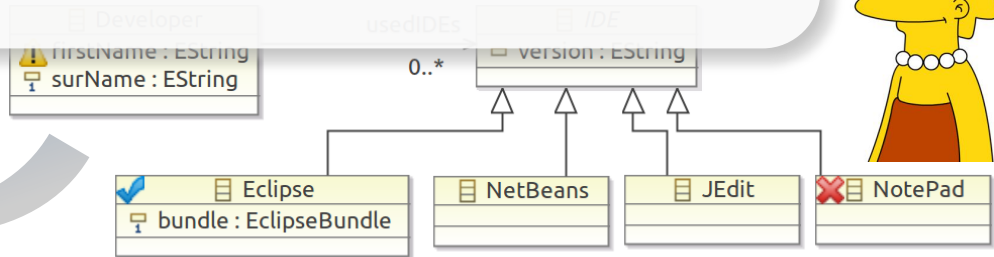 Developer
usedIDEs
IDE
firstName : EString
version : EString
surName : EString
0..*
Eclipse
NetBeans
JEdit
NotePad
bundle : EclipseBundle